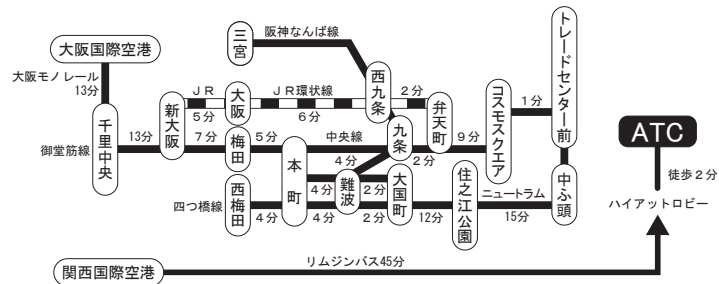 大阪国際空港
大阪モノレール
13分
千里中央
御堂筋線
13分
新大阪
JR
5分
大阪
JR環状線
6分
三宮
阪神なんば線
西九条
2分
弁天町
7分
梅田
5分
中央線
九条
2分
9分
コスモスクエア
1分
トレードセンター前
四つ橋線
西梅田
4分
本町
4分
4分
4分
難波
2分
2分
大国町
12分
住之江公園
ニュートラム
15分
中ふ頭
ATC
徒歩2分
ハイアットロビー
関西国際空港
リムジンバス45分